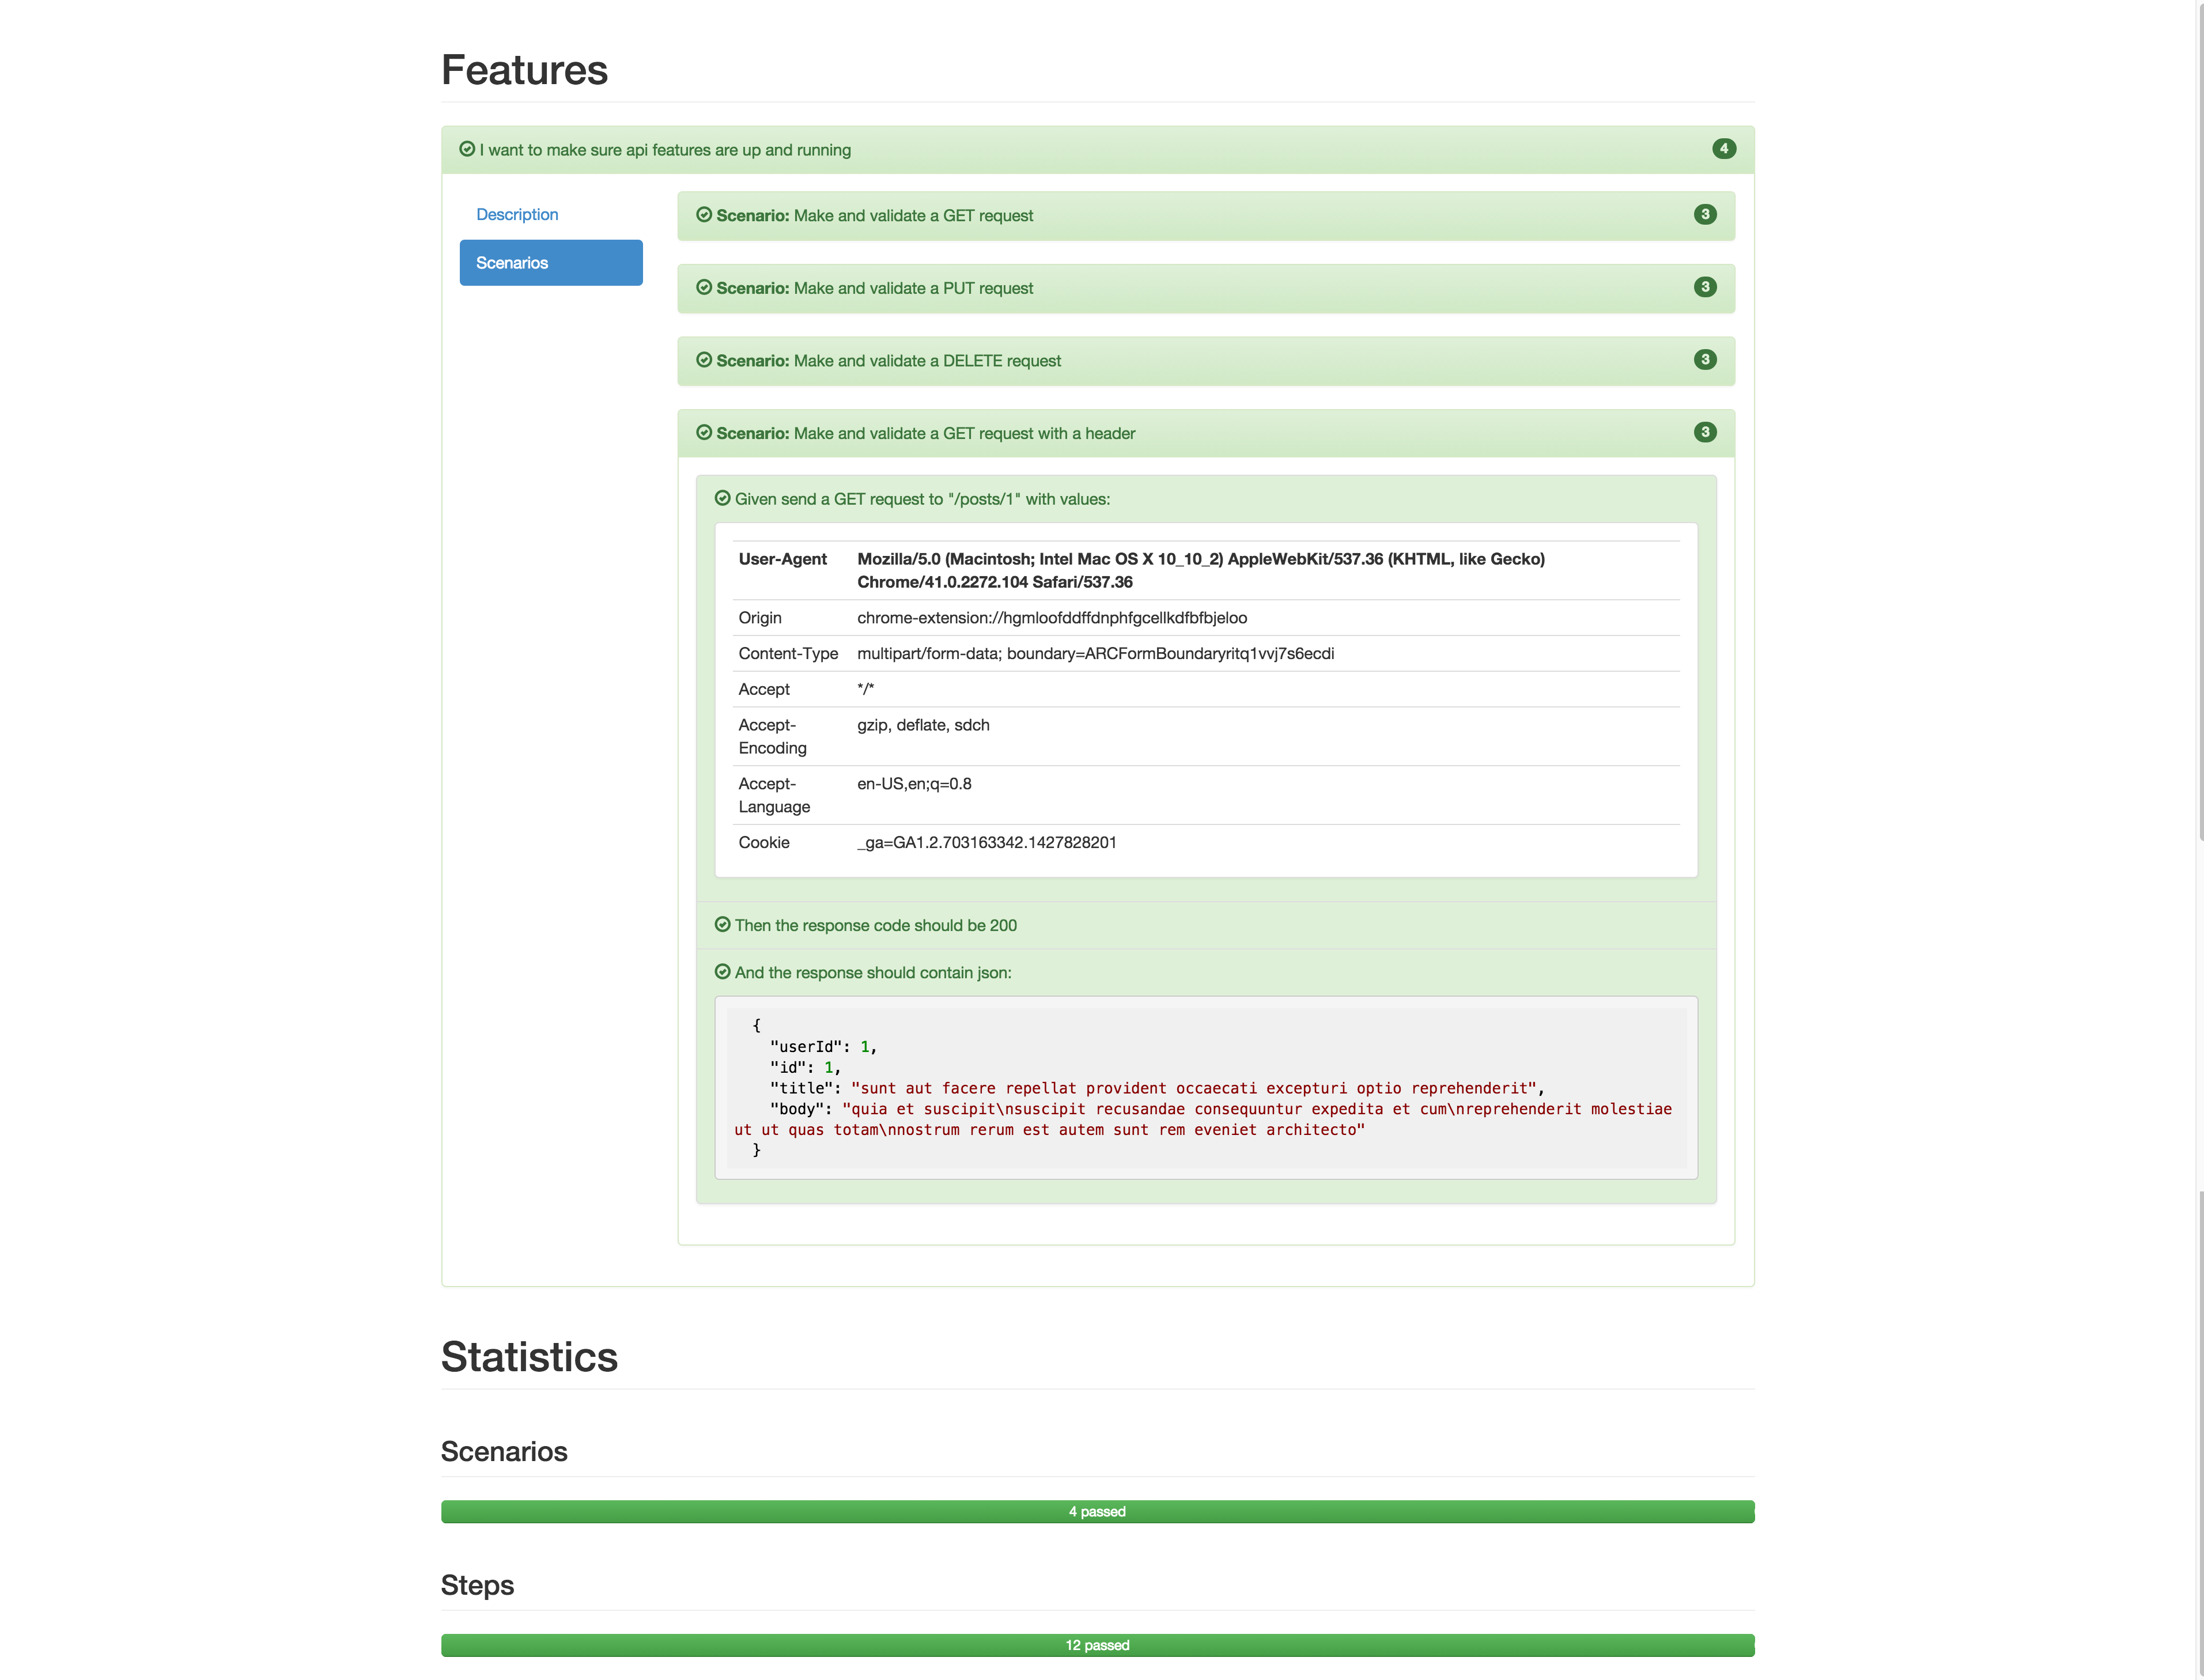 Features
I want to make sure api features are up and running 4
Description
Scenarios
Scenario: Make and validate a GET request 3
Scenario: Make and validate a PUT request 3
Scenario: Make and validate a DELETE request 3
Scenario: Make and validate a GET request with a header 3
Given send a GET request to "/posts/1" with values:
User-Agent Mozilla/5.0 (Macintosh; Intel Mac OS X 10_10_2) AppleWebKit/537.36 (KHTML, like Gecko)
Chrome/41.0.2272.104 Safari/537.36
Origin chrome-extension://hgmloofddffdnphfgcellkdfbfbjeloo
Content-Type multipart/form-data; boundary=ARCFormBoundaryritq1vvj7s6ecdi
Accept */*
Accept- gzip, deflate, sdch
Encoding
Accept- en-US,en;q=0.8
Language
Cookie _ga=GA1.2.703163342.1427828201
Then the response code should be 200
And the response should contain json:
{
"userId": 1,
"id": 1,
"title": "sunt aut facere repellat provident occaecati excepturi optio reprehenderit",
"body": "quia et suscipit\nsuscipit recusandae consequuntur expedita et cum\nreprehenderit molestiae
ut ut quas totam\nnostrum rerum est autem sunt rem eveniet architecto"
}
Statistics
Scenarios
4 passed
Steps
12 passed